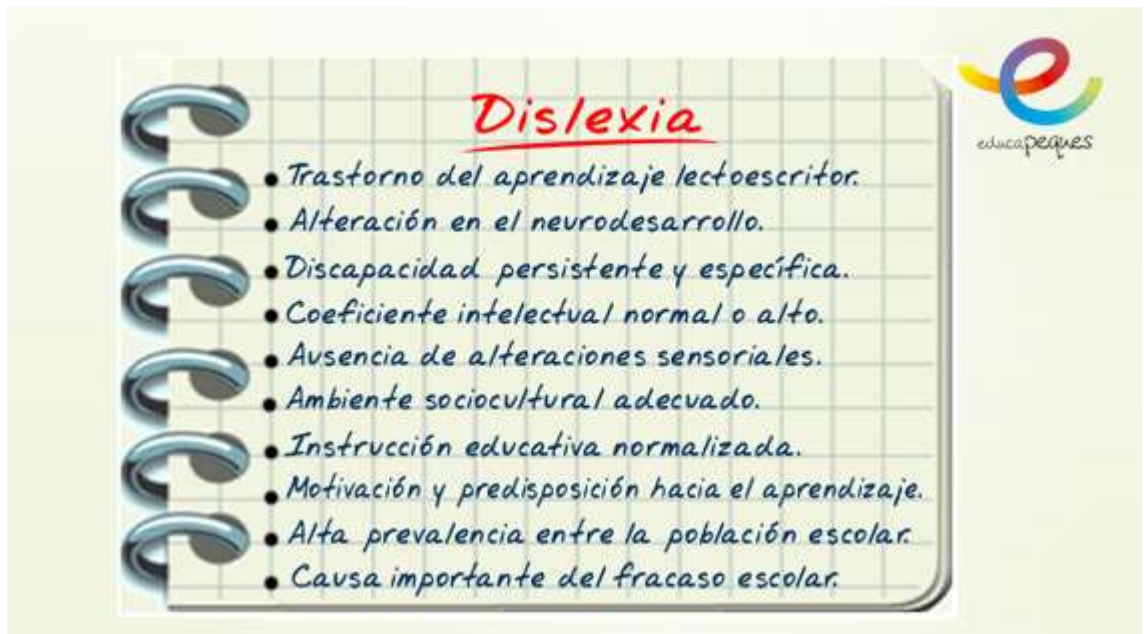 Dislexia
educapeques
• Trastorno del aprendizaje lectoescritor.
• Alteración en el neurodesarrollo.
• Discapacidad persistente y específica.
• Coeficiente intelectual normal o alto.
• Ausencia de alteraciones sensoriales.
• Ambiente sociocultural adecuado.
• Instrucción educativa normalizada.
• Motivación y predisposición hacia el aprendizaje.
• Alta prevalencia entre la población escolar.
• Causa importante del fracaso escolar.